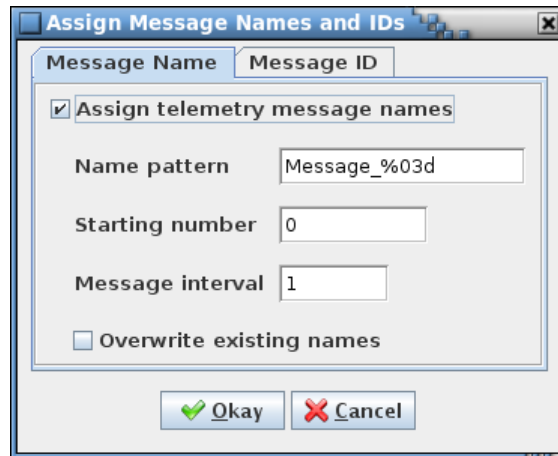 Assign Message Names and IDs
Message Name Message ID
Assign telemetry message names
Name pattern Message_%03d
Starting number 0
Message interval 1
Overwrite existing names
Okay Cancel